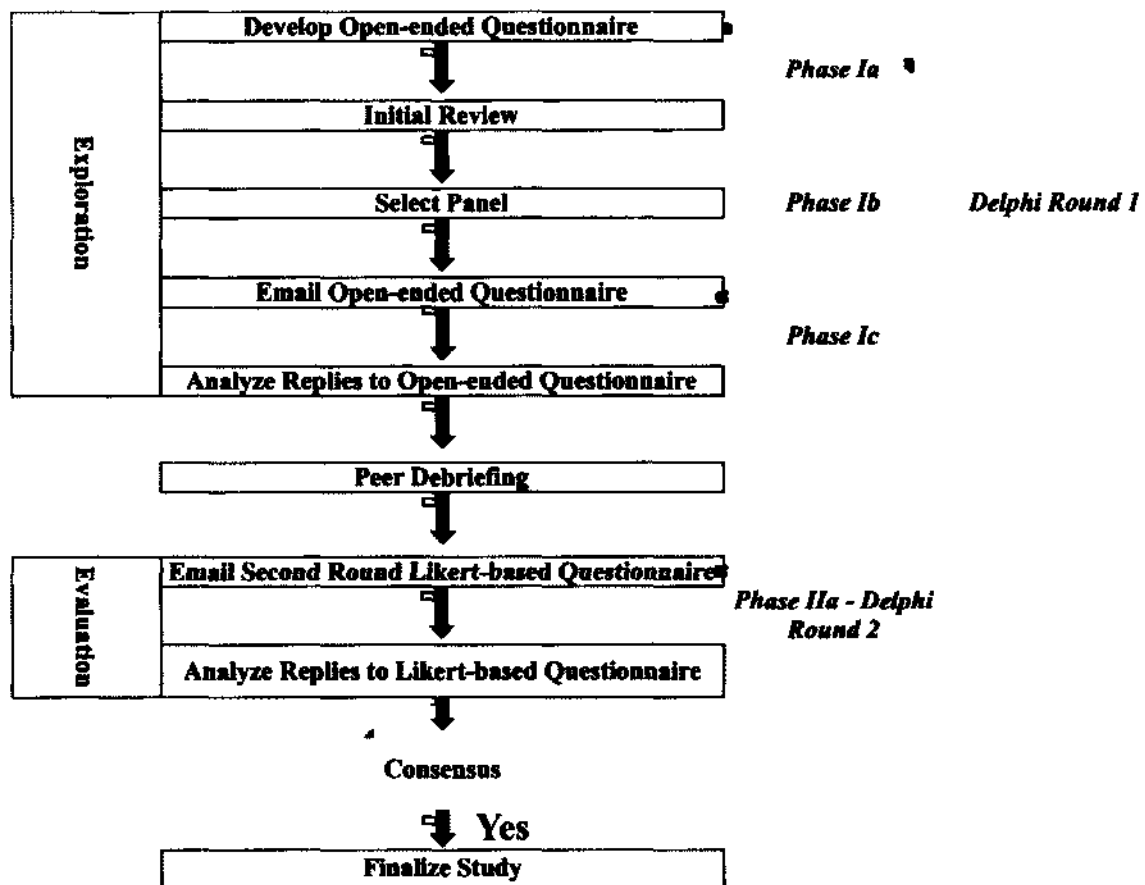 Develop Open-ended Questionnaire
Phase Ia
Initial Review
Exploration
Select Panel
Phase Ib
Delphi Round 1
Email Open-ended Questionnaire
Phase Ic
Analyze Replies to Open-ended Questionnaire
Peer Debriefing
Evaluation
Email Second Round Likert-based Questionnaire
Phase IIa - Delphi
Round 2
Analyze Replies to Likert-based Questionnaire
Consensus
Yes
Finalize Study